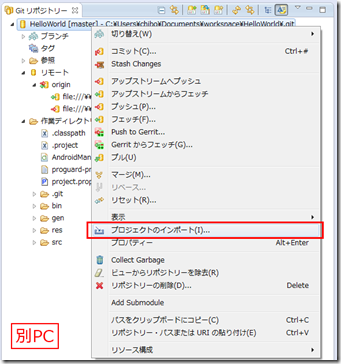 Git リポジトリー
HelloWorld [master] - C:¥Users¥chiho¥Documents¥workspace¥HelloWorld¥.git
ブランチ
タグ
参照
リモート
origin
file:///
file:///
作業ディレクトリ
.classpath
.project
AndroidMan
proguard-pr
project.prop
.git
bin
gen
res
src
切り替え(W)
コミット(C)... Ctrl+#
Stash Changes
アップストリームへプッシュ
アップストリームからフェッチ
プッシュ(P)...
フェッチ(F)...
Push to Gerrit...
Gerrit からフェッチ(G)...
プル(U)
マージ(M)...
リベース...
リセット(R)...
表示
プロジェクトのインポート(I)...
プロパティー Alt+Enter
Collect Garbage
ビューからリポジトリーを除去(R)
リポジトリーの削除(D)... Delete
Add Submodule
パスをクリップボードにコピー(C) Ctrl+C
リポジトリー・パスまたは URI の貼り付け(E) Ctrl+V
リソース構成
別PC